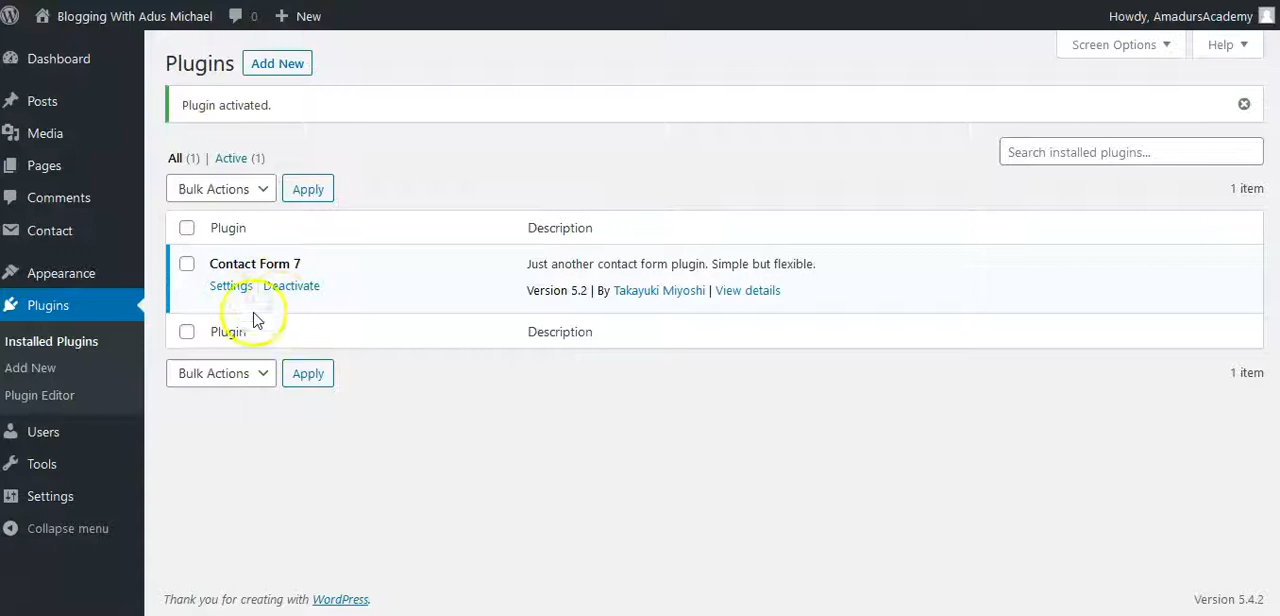 Blogging With Adus Michael 0 New Howdy, AmadursAcademy
Screen Options Help
Dashboard
Posts
Media
Pages
Comments
Contact
Appearance
Plugins
Installed Plugins
Add New
Plugin Editor
Users
Tools
Settings
Collapse menu
Plugins Add New
Plugin activated.
All (1) | Active (1)
Search installed plugins...
Bulk Actions Apply 1 item
Plugin Description
Contact Form 7 Just another contact form plugin. Simple but flexible.
Settings | Deactivate Version 5.2 | By Takayuki Miyoshi | View details
Plugin Description
Bulk Actions Apply 1 item
Thank you for creating with WordPress. Version 5.4.2